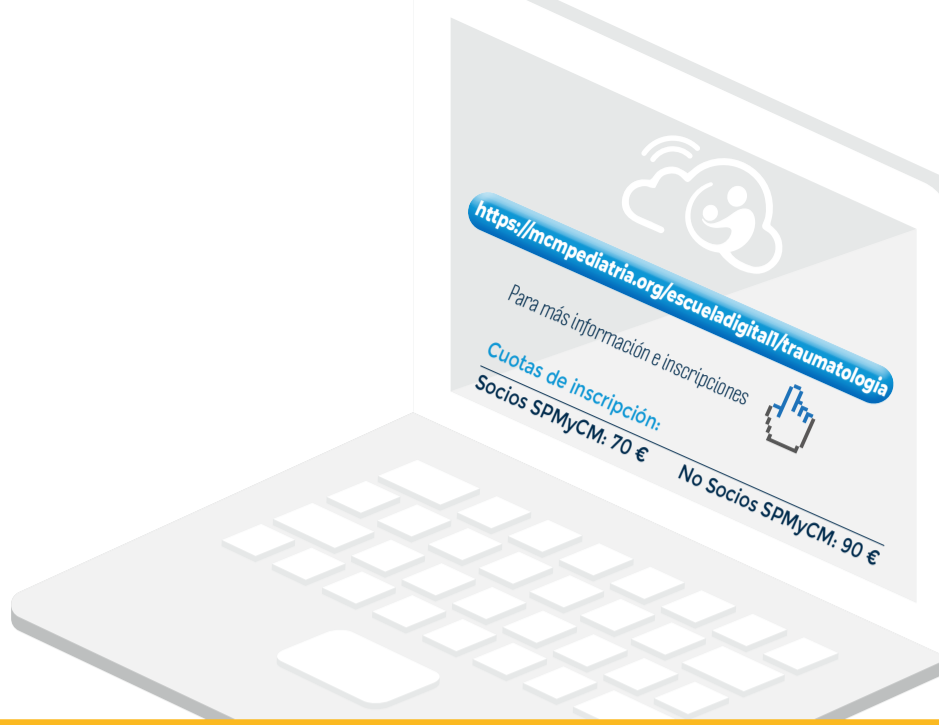 https://mcmpediatria.org/escueladigital1/traumatologia
Para más información e inscripciones
Cuotas de inscripción:
Socios SPMyCM: 70 € No Socios SPMyCM: 90 €